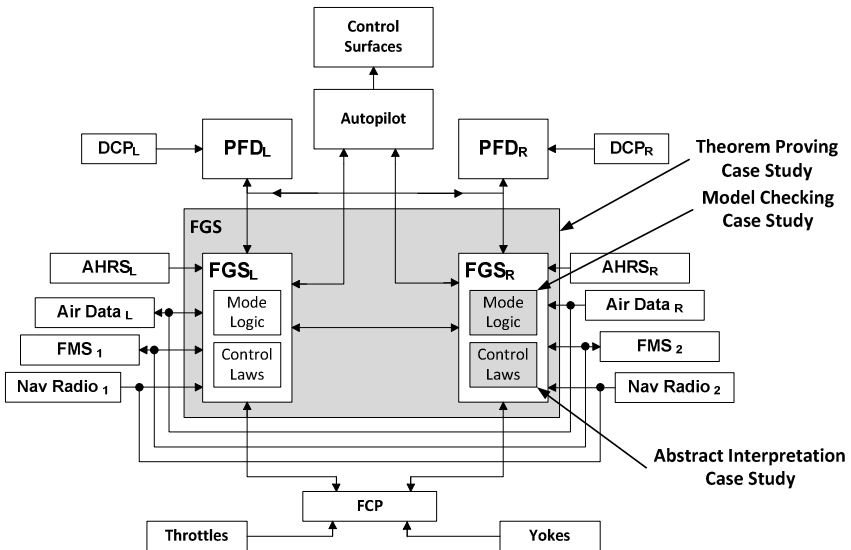 Control
Surfaces
Autopilot
DCPL
PFDL
PFDR
DCPR
Theorem Proving
Case Study
Model Checking
Case Study
FGS
AHRSL
FGSL
FGSR
AHRSR
Mode
Logic
Mode
Logic
Air Data L
Air Data R
FMS 1
FMS 2
Control
Laws
Control
Laws
Nav Radio 1
Nav Radio 2
Abstract Interpretation
Case Study
FCP
Throttles
Yokes